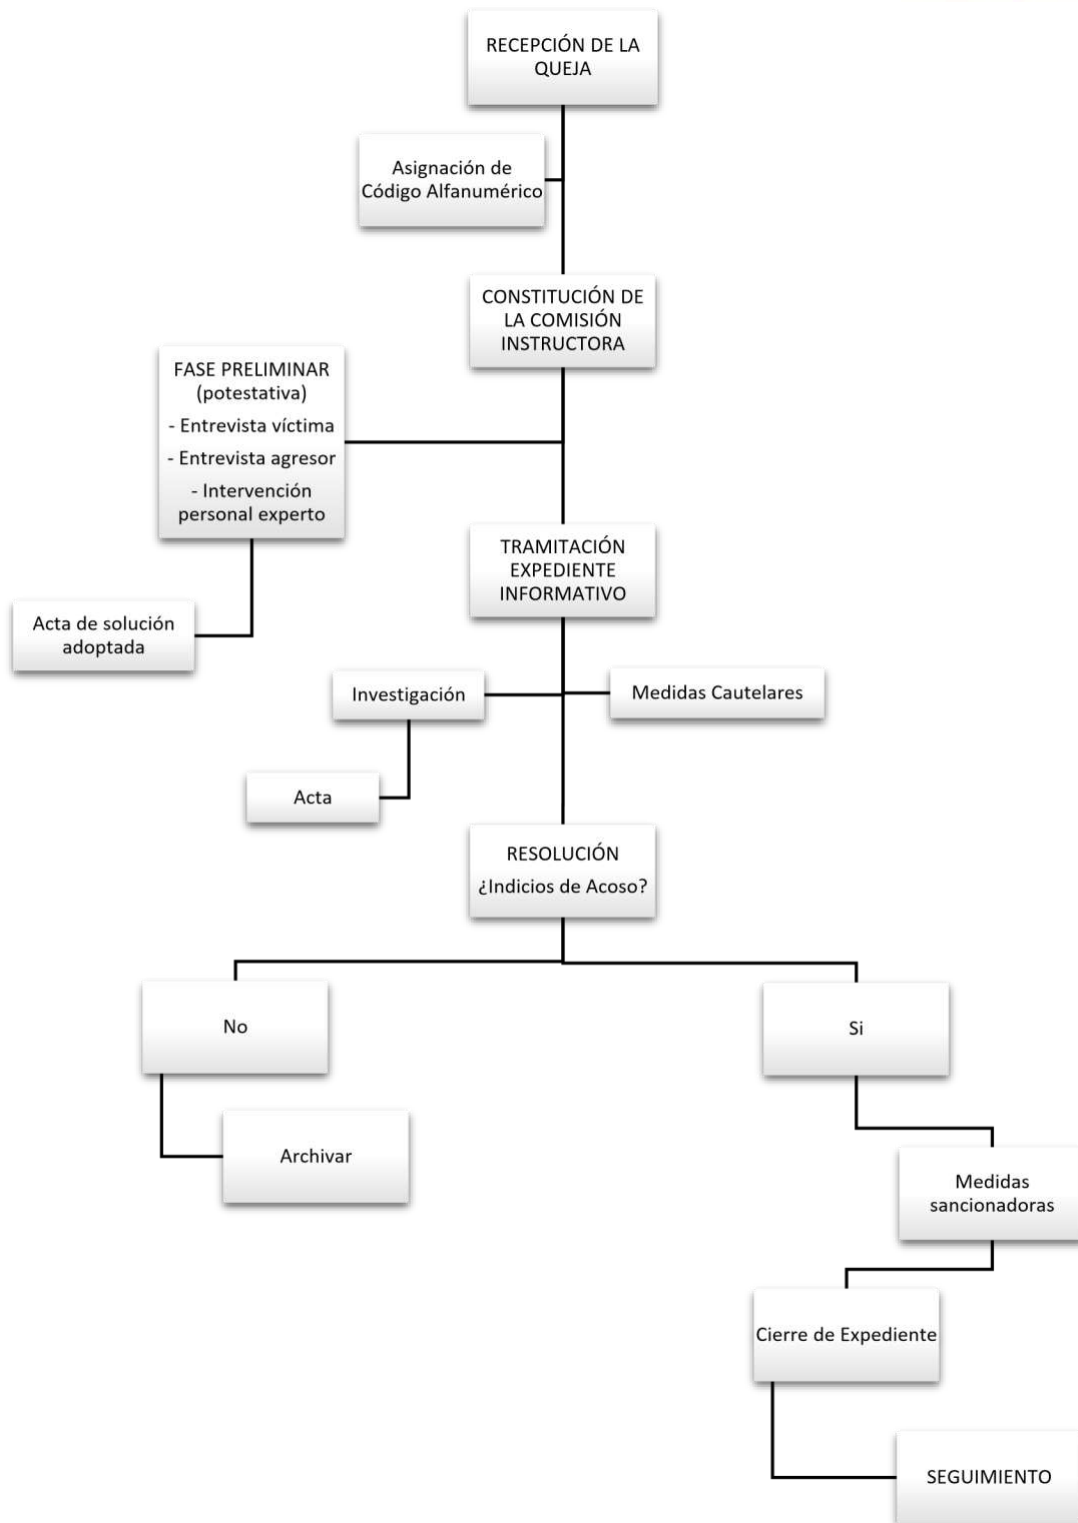 RECEPCIÓN DE LA
QUEJA
Asignación de
Código Alfanumérico
CONSTITUCIÓN DE
LA COMISIÓN
INSTRUCTORA
FASE PRELIMINAR
(potestativa)
- Entrevista víctima
- Entrevista agresor
- Intervención
personal experto
TRAMITACIÓN
EXPEDIENTE
INFORMATIVO
Acta de solución
adoptada
Investigación
Medidas Cautelares
Acta
RESOLUCIÓN
¿Indicios de Acoso?
No
Si
Archivar
Medidas
sancionadoras
Cierre de Expediente
SEGUIMIENTO